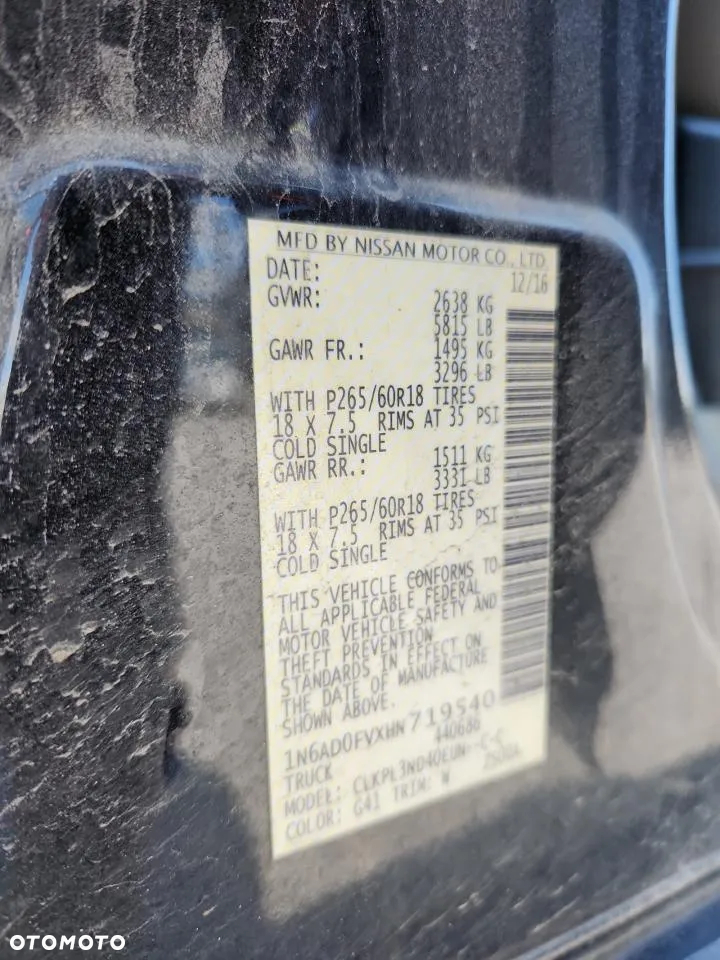 MFD BY NISSAN MOTOR CO., LTD.
DATE: 12/16
GVWR: 2638 KG
5815 LB
GAWR FR.: 1495 KG
3296 LB
WITH P265/60R18 TIRES
18 X 7.5 RIMS AT 35 PSI
COLD SINGLE
GAWR RR.: 1511 KG
3331 LB
WITH P265/60R18 TIRES
18 X 7.5 RIMS AT 35 PSI
COLD SINGLE
THIS VEHICLE CONFORMS TO
ALL APPLICABLE FEDERAL
MOTOR VEHICLE SAFETY AND
THEFT PREVENTION
STANDARDS IN EFFECT ON
THE DATE OF MANUFACTURE
SHOWN ABOVE.
1N6AD0FVXHN719540
TRUCK 440686
MODEL: CLKPL3ND40EUN--C-C
COLOR: G41 TRIM: W
OTOMOTO